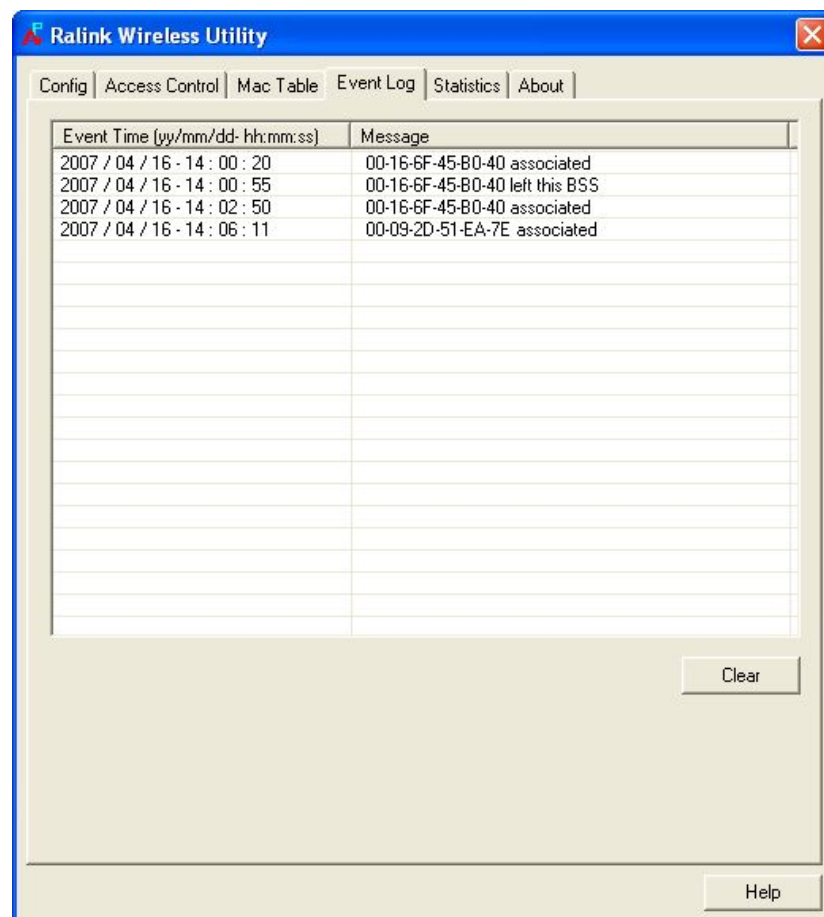 Ralink Wireless Utility
Config Access Control Mac Table Event Log Statistics About
Event Time (yy/mm/dd- hh:mm:ss) Message
2007 / 04 / 16 - 14 : 00 : 20 00-16-6F-45-B0-40 associated
2007 / 04 / 16 - 14 : 00 : 55 00-16-6F-45-B0-40 left this BSS
2007 / 04 / 16 - 14 : 02 : 50 00-16-6F-45-B0-40 associated
2007 / 04 / 16 - 14 : 06 : 11 00-09-2D-51-EA-7E associated
Clear
Help